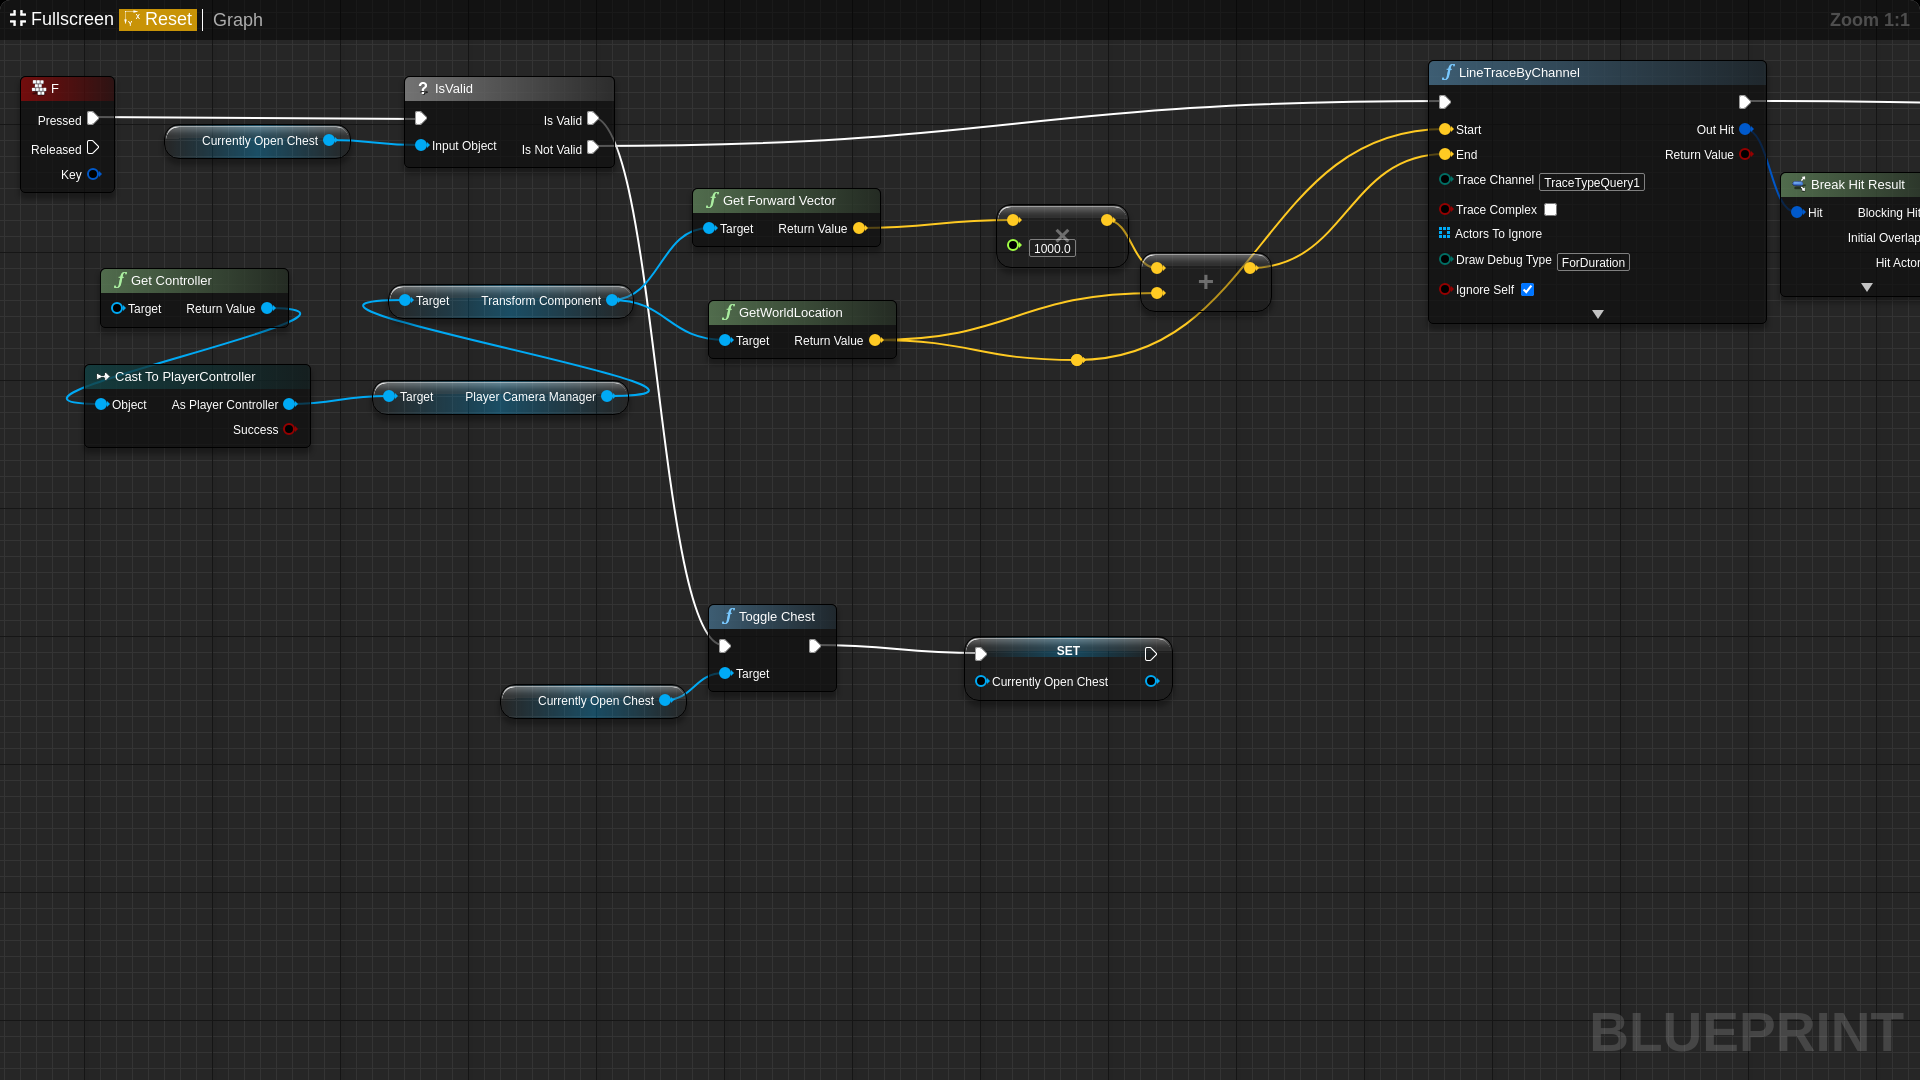 Fullscreen Reset Graph
Zoom 1:1
F
Pressed
Released
Key
Currently Open Chest
? IsValid
Is Valid
Input Object
Is Not Valid
Get Controller
Target Return Value
Cast To PlayerController
Object As Player Controller
Success
Target Transform Component
Target Player Camera Manager
f Get Forward Vector
Target Return Value
f GetWorldLocation
Target Return Value
×
1000.0
+
f LineTraceByChannel
Start Out Hit
End Return Value
Trace Channel TraceTypeQuery1
Trace Complex
Actors To Ignore
Draw Debug Type ForDuration
Ignore Self
Break Hit Result
Hit Blocking Hit
Initial Overlap
Hit Actor
f Toggle Chest
Target
Currently Open Chest
SET
Currently Open Chest
BLUEPRINT